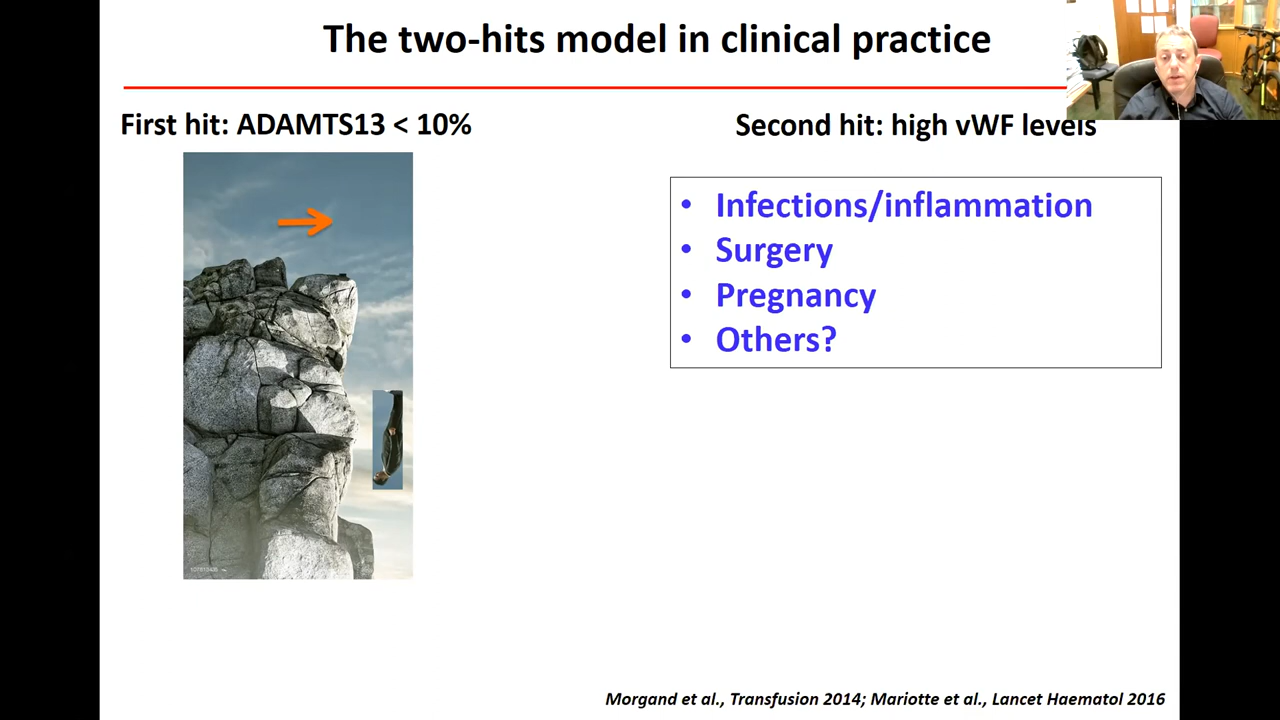 The two-hits model in clinical practice
First hit: ADAMTS13 < 10%
Second hit: high vWF levels
• Infections/inflammation
• Surgery
• Pregnancy
• Others?
Morgand et al., Transfusion 2014; Mariotte et al., Lancet Haematol 2016